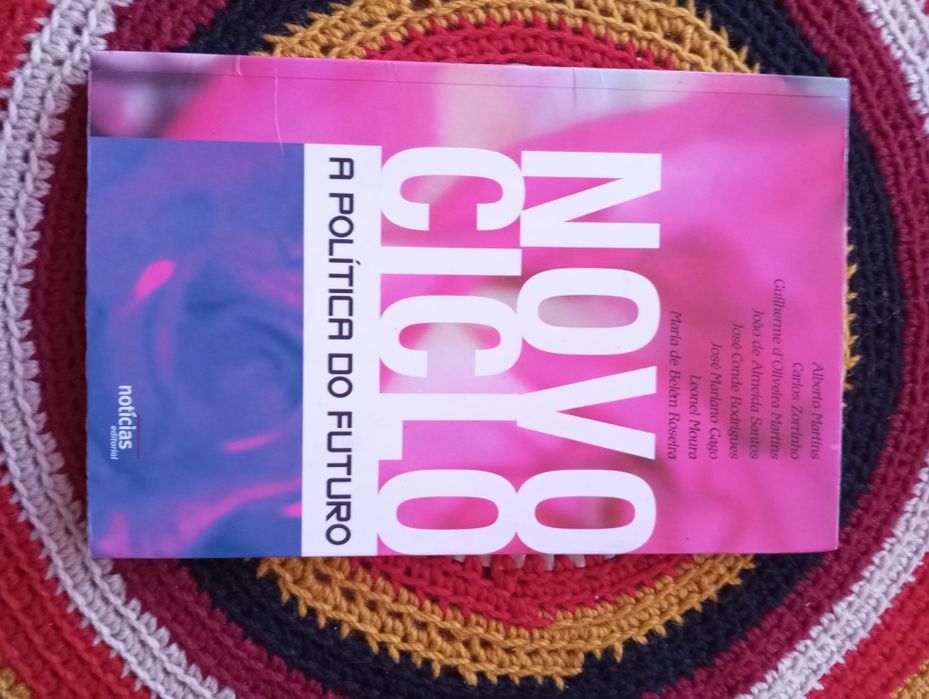 Alberto Martins
Carlos Zorrinho
Guilherme d'Oliveira Martins
João de Almeida Santos
José Conde Rodrigues
José Mariano Gago
Leonel Moura
Maria de Belém Roseira
NOVO
CICLO
A POLÍTICA DO FUTURO
notícias
editorial